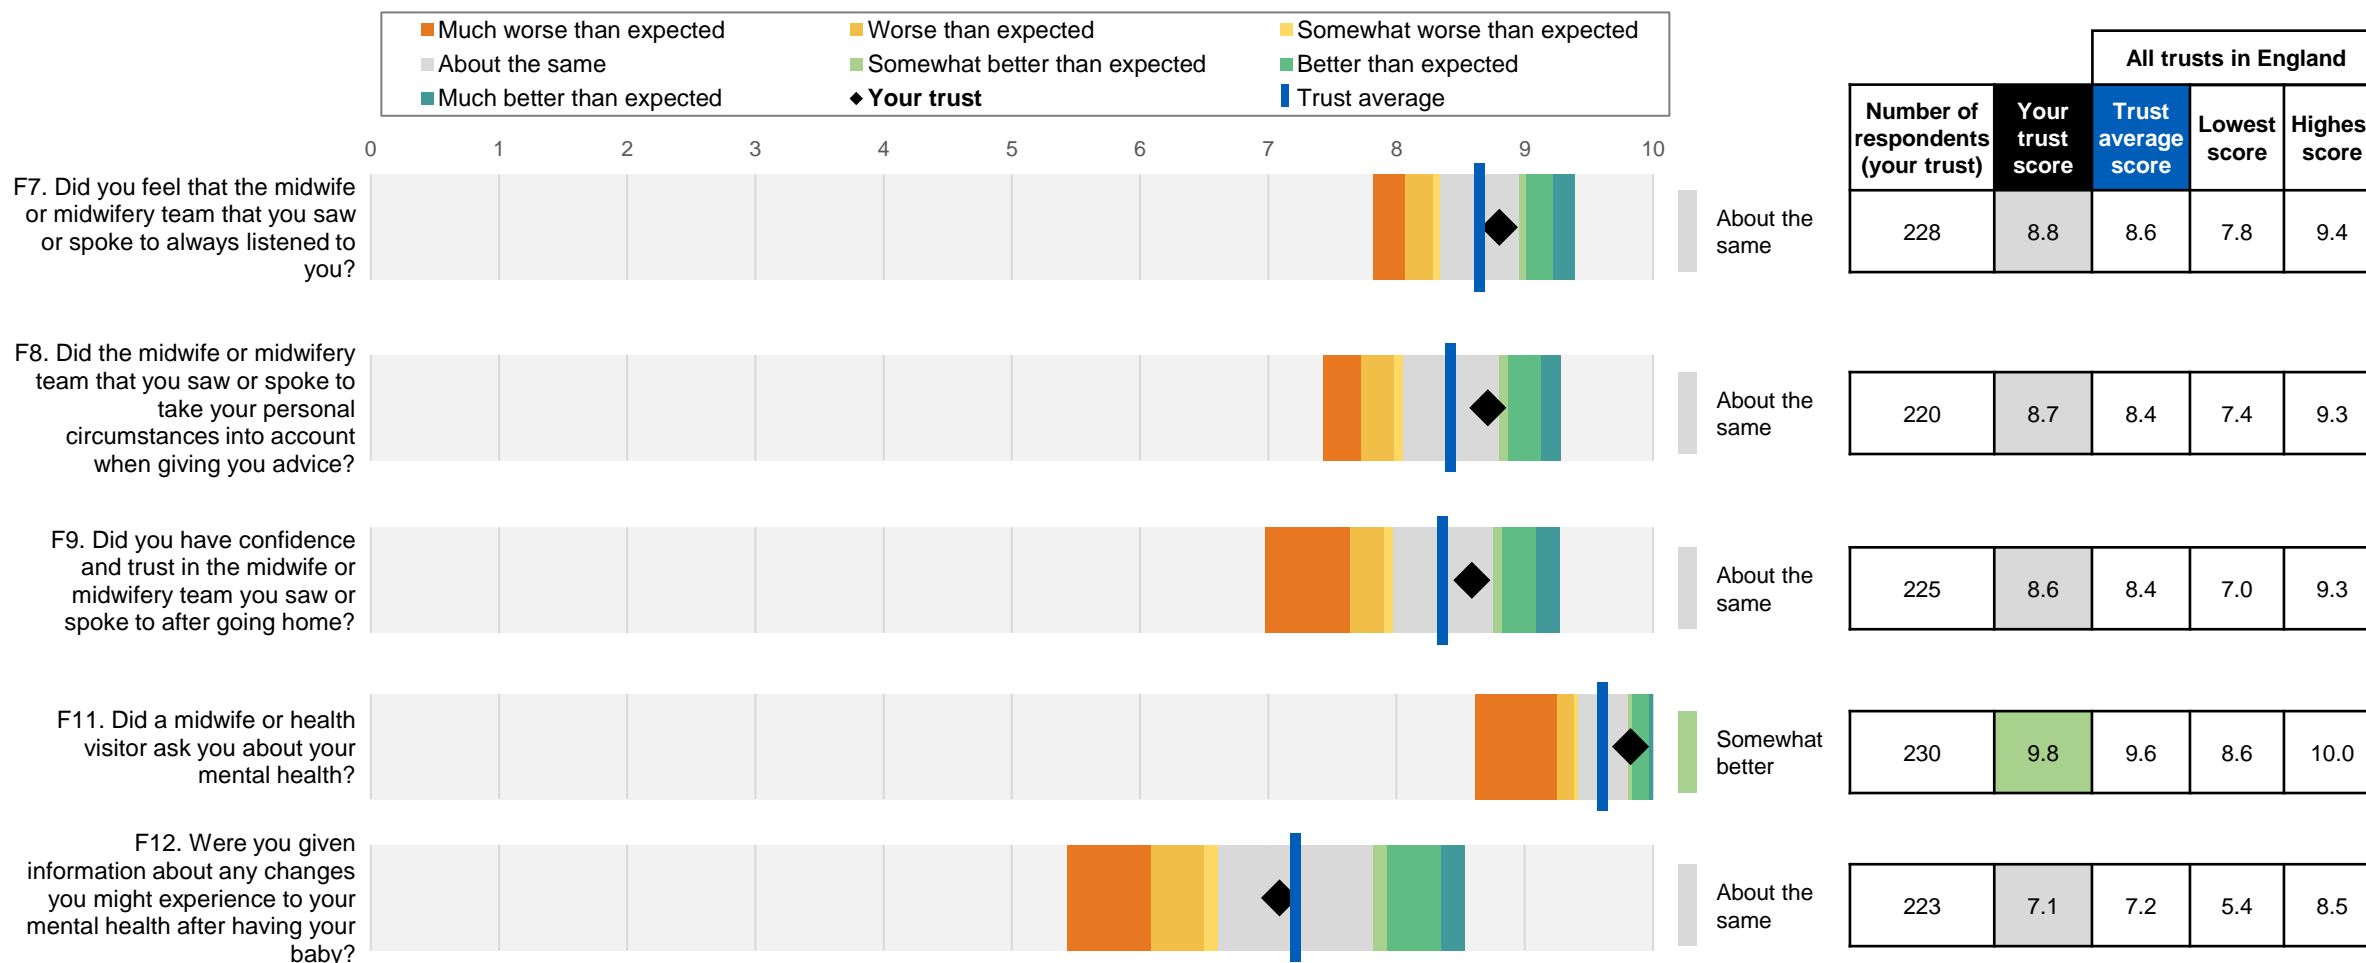 Much worse than expected
Worse than expected
Somewhat worse than expected
About the same
Somewhat better than expected
Better than expected
Much better than expected
Your trust
Trust average
All trusts in England
Number of
respondents
(your trust)
Your
trust
score
Trust
average
score
Lowest
score
Highes
score
0 1 2 3 4 5 6 7 8 9 10
F7. Did you feel that the midwife
or midwifery team that you saw
or spoke to always listened to
you?
About the
same
228 8.8 8.6 7.8 9.4
F8. Did the midwife or midwifery
team that you saw or spoke to
take your personal
circumstances into account
when giving you advice?
About the
same
220 8.7 8.4 7.4 9.3
F9. Did you have confidence
and trust in the midwife or
midwifery team you saw or
spoke to after going home?
About the
same
225 8.6 8.4 7.0 9.3
F11. Did a midwife or health
visitor ask you about your
mental health?
Somewhat
better
230 9.8 9.6 8.6 10.0
F12. Were you given
information about any changes
you might experience to your
mental health after having your
baby?
About the
same
223 7.1 7.2 5.4 8.5